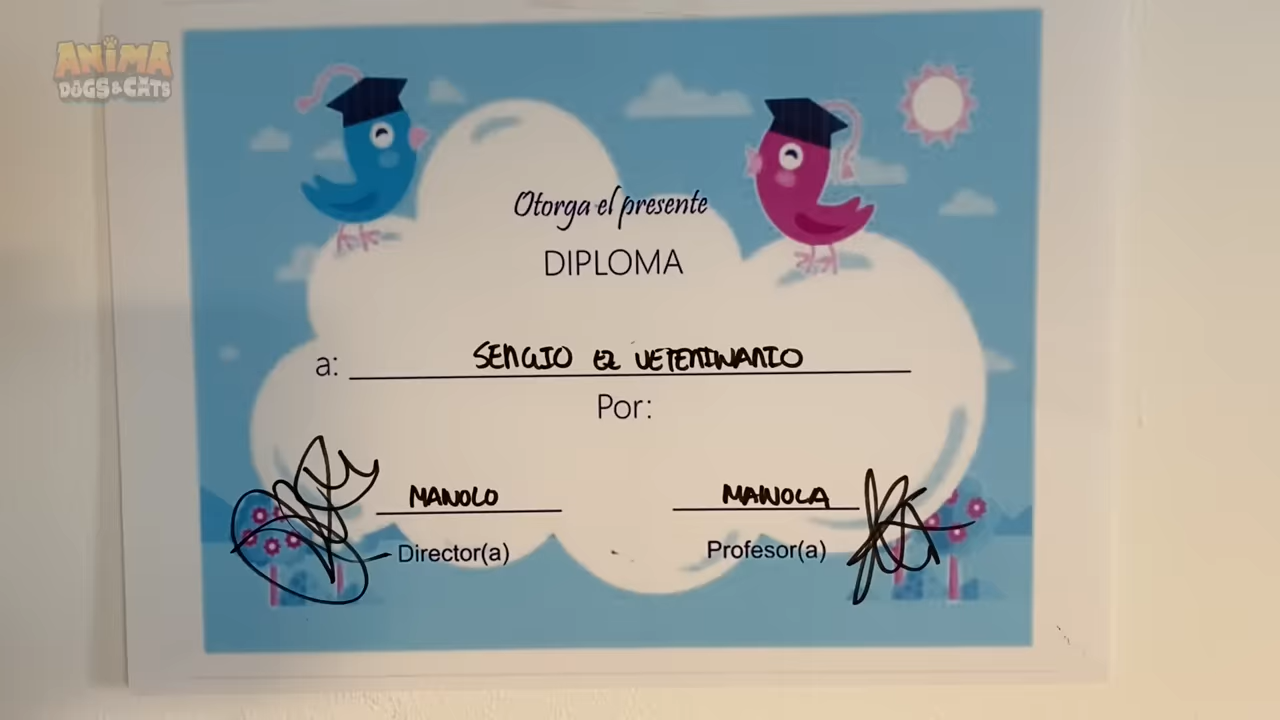 ANIMA
DOGS & CATS
Otorga el presente
DIPLOMA
a: SERGIO EL VETERINARIO
Por:
MANOLO
MANOLA
Director(a)
Profesor(a)